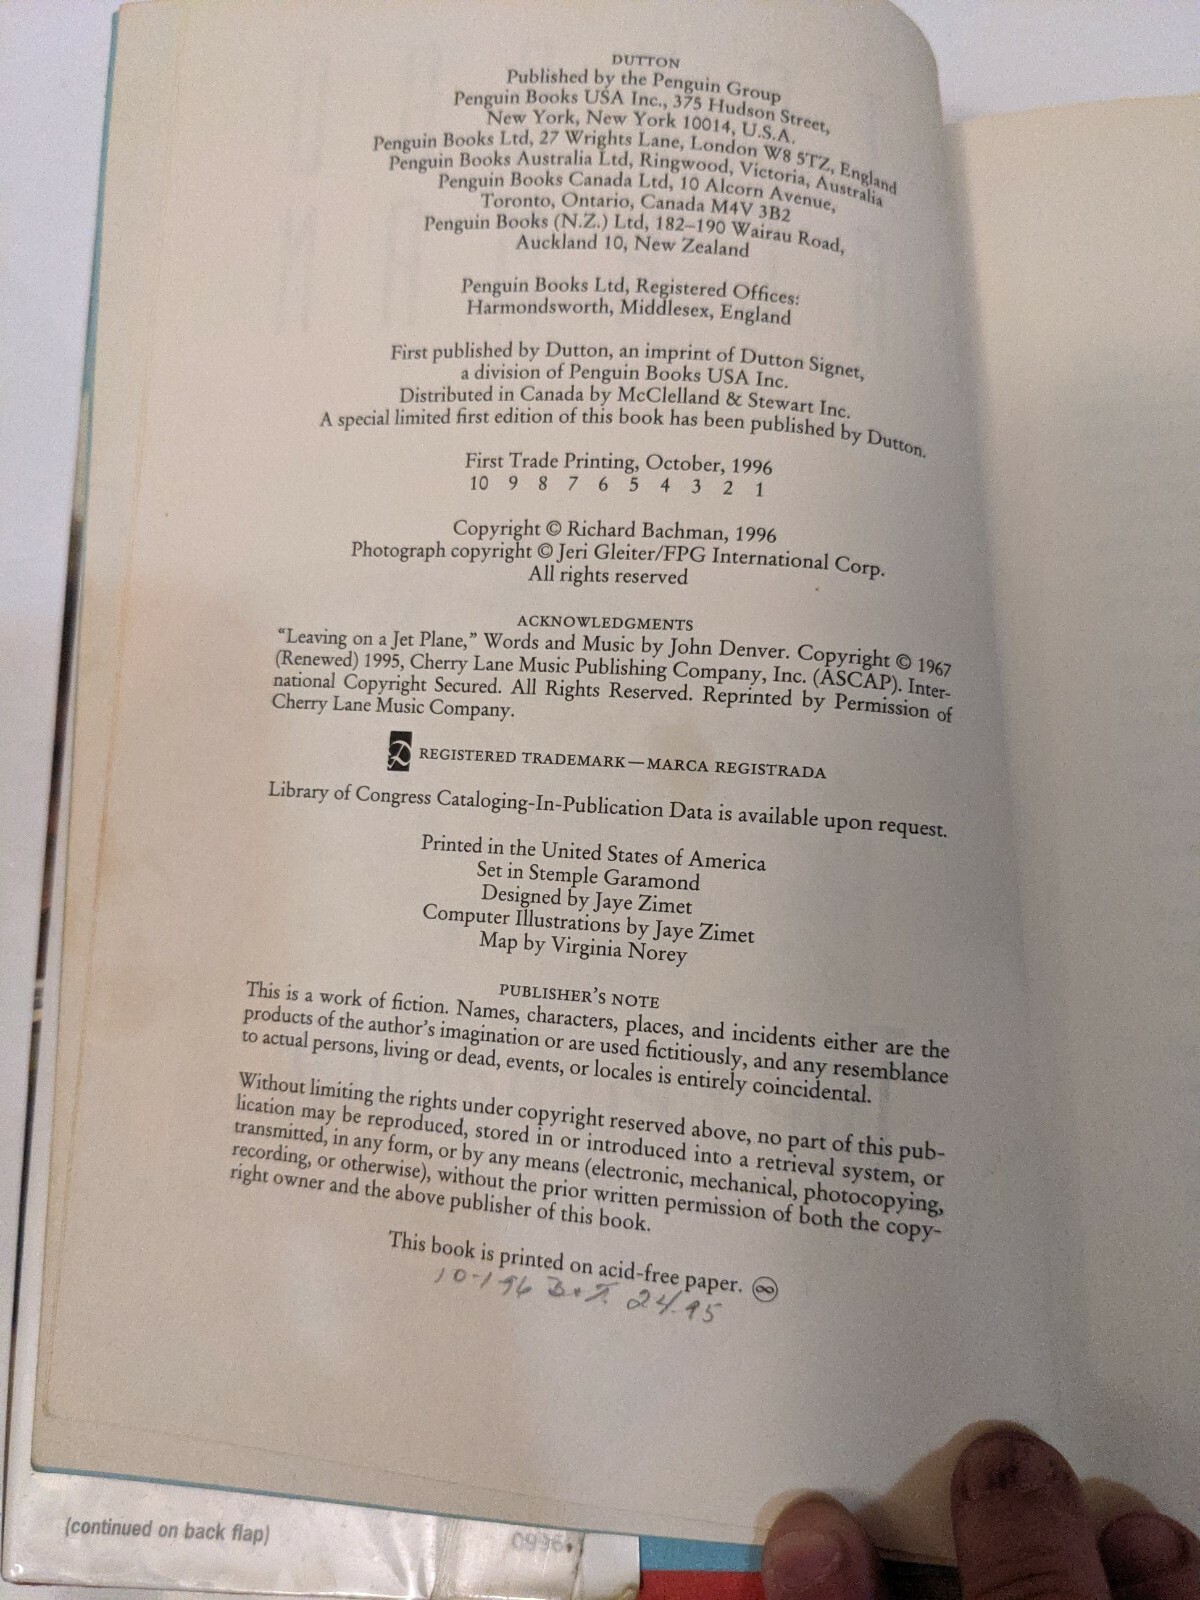 DUTTON
Published by the Penguin Group
Penguin Books USA Inc., 375 Hudson Street,
New York, New York 10014, U.S.A.
Penguin Books Ltd, 27 Wrights Lane, London W8 5TZ, England
Penguin Books Australia Ltd, Ringwood, Victoria, Australia
Penguin Books Canada Ltd, 10 Alcorn Avenue,
Toronto, Ontario, Canada M4V 3B2
Penguin Books (N.Z.) Ltd, 182–190 Wairau Road,
Auckland 10, New Zealand
Penguin Books Ltd, Registered Offices:
Harmondsworth, Middlesex, England
First published by Dutton, an imprint of Dutton Signet,
a division of Penguin Books USA Inc.
Distributed in Canada by McClelland & Stewart Inc.
A special limited first edition of this book has been published by Dutton.
First Trade Printing, October, 1996
10 9 8 7 6 5 4 3 2 1
Copyright © Richard Bachman, 1996
Photograph copyright © Jeri Gleiter/FPG International Corp.
All rights reserved
ACKNOWLEDGMENTS
“Leaving on a Jet Plane,” Words and Music by John Denver. Copyright © 1967
(Renewed) 1995, Cherry Lane Music Publishing Company, Inc. (ASCAP). Inter-
national Copyright Secured. All Rights Reserved. Reprinted by Permission of
Cherry Lane Music Company.
REGISTERED TRADEMARK—MARCA REGISTRADA
Library of Congress Cataloging-In-Publication Data is available upon request.
Printed in the United States of America
Set in Stemple Garamond
Designed by Jaye Zimet
Computer Illustrations by Jaye Zimet
Map by Virginia Norey
PUBLISHER’S NOTE
This is a work of fiction. Names, characters, places, and incidents either are the
products of the author’s imagination or are used fictitiously, and any resemblance
to actual persons, living or dead, events, or locales is entirely coincidental.
Without limiting the rights under copyright reserved above, no part of this pub-
lication may be reproduced, stored in or introduced into a retrieval system, or
transmitted, in any form, or by any means (electronic, mechanical, photocopying,
recording, or otherwise), without the prior written permission of both the copy-
right owner and the above publisher of this book.
This book is printed on acid-free paper. ♾
10-1-96 B+T 24.95
(continued on back flap)
0996